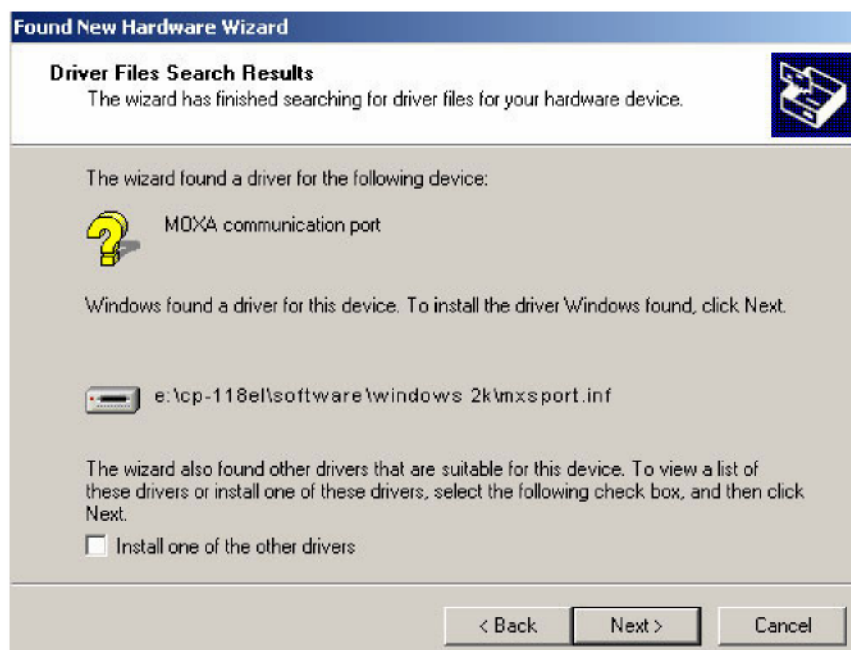 Found New Hardware Wizard
Driver Files Search Results
The wizard has finished searching for driver files for your hardware device.
The wizard found a driver for the following device:
MOXA communication port
Windows found a driver for this device. To install the driver Windows found, click Next.
e:\cp-118el\software\windows 2k\mxsport.inf
The wizard also found other drivers that are suitable for this device. To view a list of
these drivers or install one of these drivers, select the following check box, and then click
Next.
Install one of the other drivers
< Back
Next >
Cancel